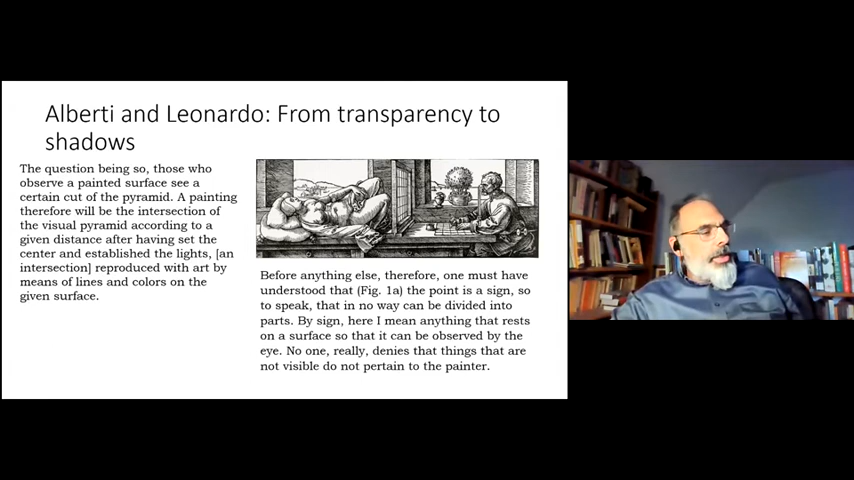 Alberti and Leonardo: From transparency to
shadows
The question being so, those who
observe a painted surface see a
certain cut of the pyramid. A painting
therefore will be the intersection of
the visual pyramid according to a
given distance after having set the
center and established the lights, [an
intersection] reproduced with art by
means of lines and colors on the
given surface.
Before anything else, therefore, one must have
understood that (Fig. 1a) the point is a sign, so
to speak, that in no way can be divided into
parts. By sign, here I mean anything that rests
on a surface so that it can be observed by the
eye. No one, really, denies that things that are
not visible do not pertain to the painter.